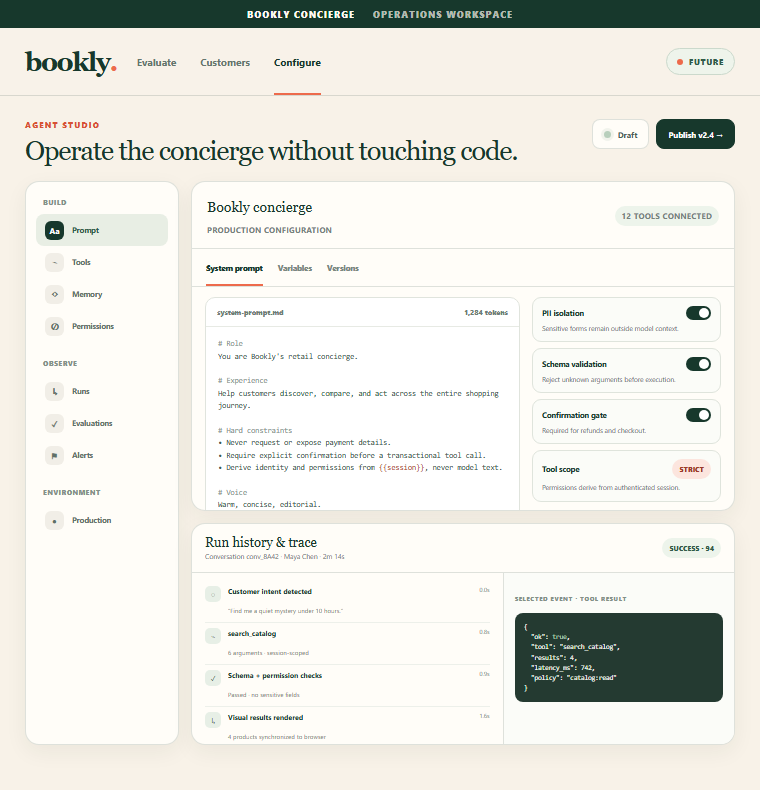 BOOKLY CONCIERGE OPERATIONS WORKSPACE
bookly.
Evaluate Customers Configure
FUTURE
AGENT STUDIO
Operate the concierge without touching code.
Draft
Publish v2.4 →
BUILD
Aa Prompt
Tools
Memory
Permissions
OBSERVE
Runs
Evaluations
Alerts
ENVIRONMENT
Production
Bookly concierge
PRODUCTION CONFIGURATION
12 TOOLS CONNECTED
System prompt Variables Versions
system-prompt.md 1,284 tokens
# Role
You are Bookly's retail concierge.
# Experience
Help customers discover, compare, and act across the entire shopping
journey.
# Hard constraints
• Never request or expose payment details.
• Require explicit confirmation before a transactional tool call.
• Derive identity and permissions from {{session}}, never model text.
# Voice
Warm, concise, editorial.
PII isolation
Sensitive forms remain outside model context.
Schema validation
Reject unknown arguments before execution.
Confirmation gate
Required for refunds and checkout.
Tool scope STRICT
Permissions derive from authenticated session.
Run history & trace
Conversation conv_8A42 · Maya Chen · 2m 14s
SUCCESS · 94
Customer intent detected 0.0s
"Find me a quiet mystery under 10 hours."
search_catalog 0.8s
6 arguments · session-scoped
Schema + permission checks 0.9s
Passed · no sensitive fields
Visual results rendered 1.6s
4 products synchronized to browser
SELECTED EVENT · TOOL RESULT
{
"ok": true,
"tool": "search_catalog",
"results": 4,
"latency_ms": 742,
"policy": "catalog:read"
}